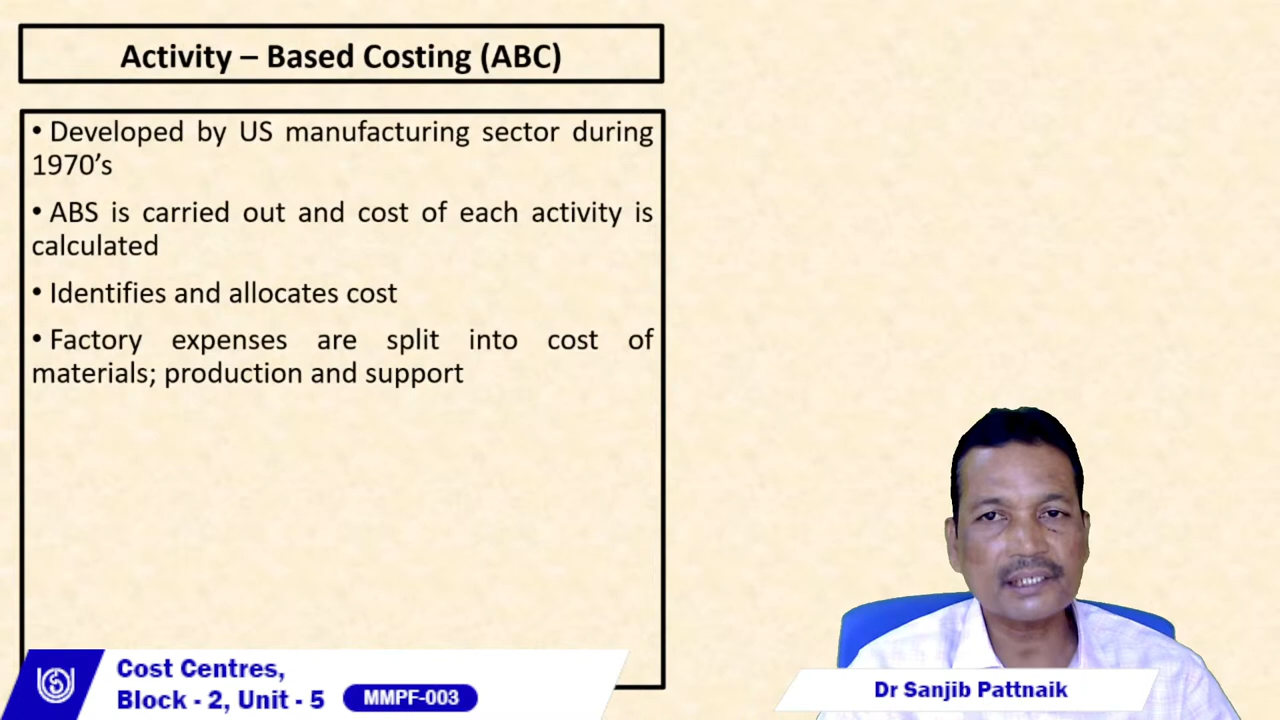 Activity – Based Costing (ABC)
• Developed by US manufacturing sector during
1970’s
• ABS is carried out and cost of each activity is
calculated
• Identifies and allocates cost
• Factory expenses are split into cost of
materials; production and support
Cost Centres,
Block - 2, Unit - 5 MMPF-003
Dr Sanjib Pattnaik